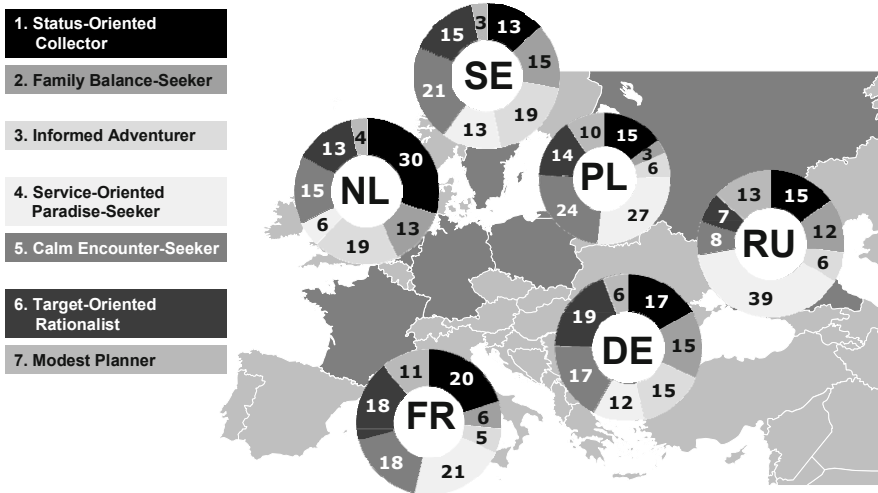 1. Status-Oriented
Collector
2. Family Balance-Seeker
3. Informed Adventurer
4. Service-Oriented
Paradise-Seeker
5. Calm Encounter-Seeker
6. Target-Oriented
Rationalist
7. Modest Planner
SE
13
15
19
13
21
15
3
NL
30
13
19
6
15
13
4
PL
15
3
6
27
24
14
10
RU
15
12
6
39
8
7
13
DE
17
15
15
12
17
19
6
FR
20
6
5
21
18
18
11